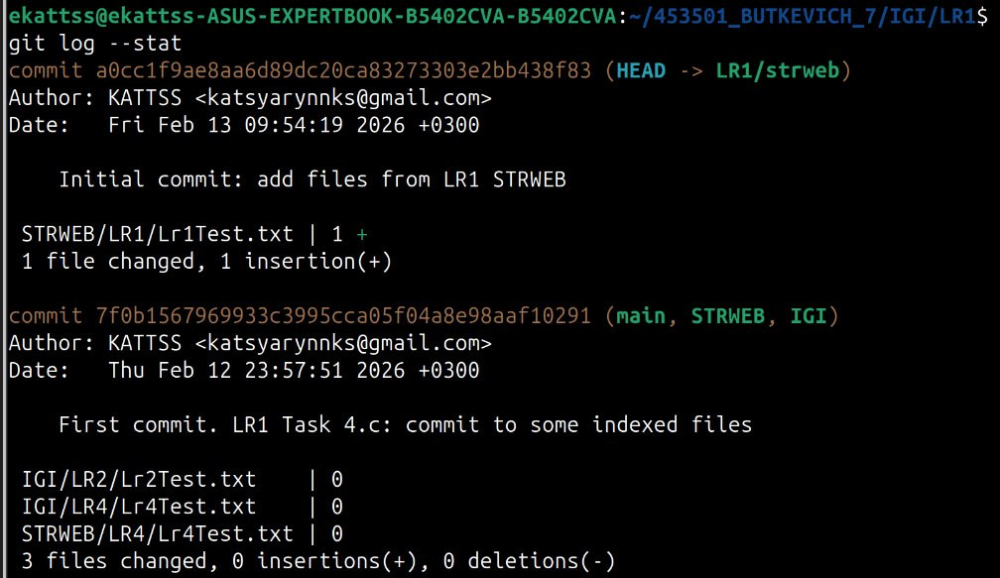 ekattss@ekattss-ASUS-EXPERTBOOK-B5402CVA-B5402CVA:~/453501_BUTKEVICH_7/IGI/LR1$
git log --stat
commit a0cc1f9ae8aa6d89dc20ca83273303e2bb438f83 (HEAD -> LR1/strweb)
Author: KATTSS <katsyarynnks@gmail.com>
Date:   Fri Feb 13 09:54:19 2026 +0300

    Initial commit: add files from LR1 STRWEB

 STRWEB/LR1/Lr1Test.txt | 1 +
 1 file changed, 1 insertion(+)

commit 7f0b1567969933c3995cca05f04a8e98aaf10291 (main, STRWEB, IGI)
Author: KATTSS <katsyarynnks@gmail.com>
Date:   Thu Feb 12 23:57:51 2026 +0300

    First commit. LR1 Task 4.c: commit to some indexed files

 IGI/LR2/Lr2Test.txt    | 0
 IGI/LR4/Lr4Test.txt    | 0
 STRWEB/LR4/Lr4Test.txt | 0
 3 files changed, 0 insertions(+), 0 deletions(-)